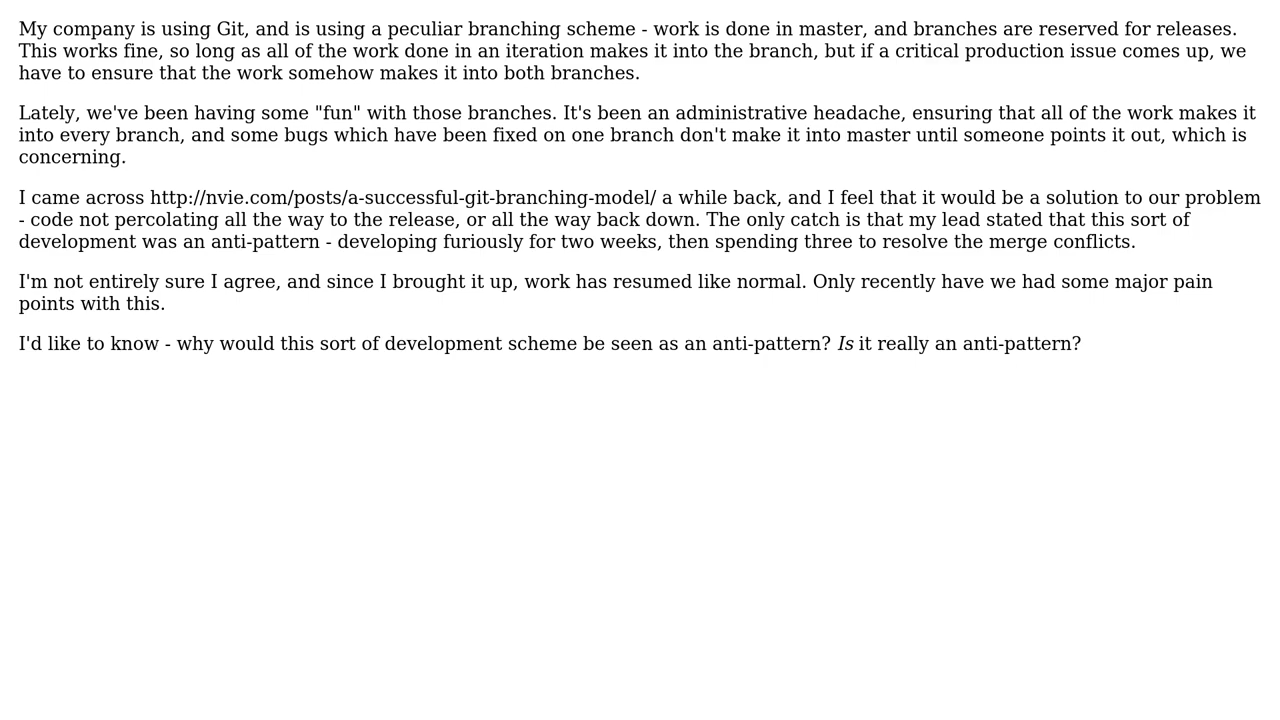 My company is using Git, and is using a peculiar branching scheme - work is done in master, and branches are reserved for releases.
This works fine, so long as all of the work done in an iteration makes it into the branch, but if a critical production issue comes up, we
have to ensure that the work somehow makes it into both branches.
Lately, we've been having some "fun" with those branches. It's been an administrative headache, ensuring that all of the work makes it
into every branch, and some bugs which have been fixed on one branch don't make it into master until someone points it out, which is
concerning.
I came across http://nvie.com/posts/a-successful-git-branching-model/ a while back, and I feel that it would be a solution to our problem
- code not percolating all the way to the release, or all the way back down. The only catch is that my lead stated that this sort of
development was an anti-pattern - developing furiously for two weeks, then spending three to resolve the merge conflicts.
I'm not entirely sure I agree, and since I brought it up, work has resumed like normal. Only recently have we had some major pain
points with this.
I'd like to know - why would this sort of development scheme be seen as an anti-pattern? Is it really an anti-pattern?